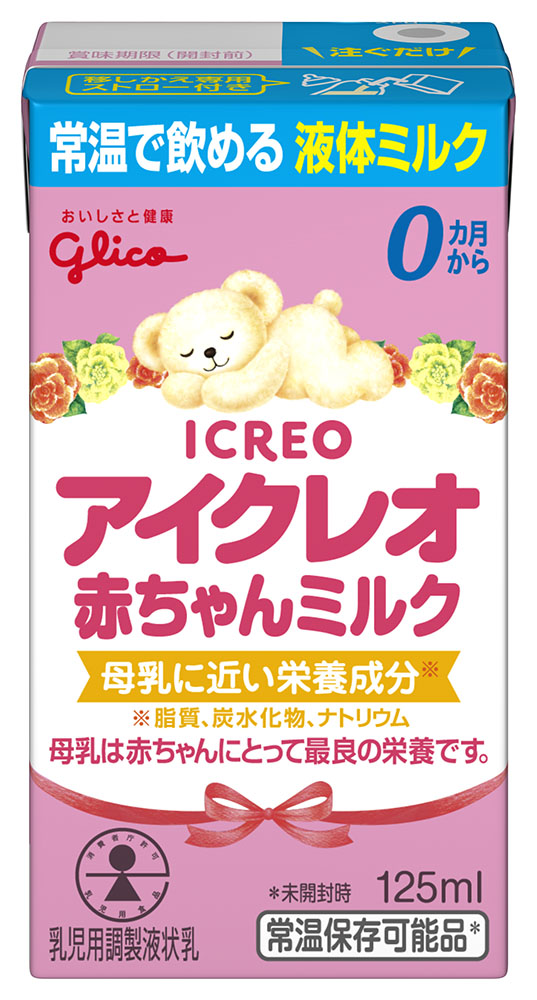 賞味期限(開封前)
注ぐだけ
移しかえ専用
ストロー付き
常温で飲める 液体ミルク
おいしさと健康
glico
0カ月から
ICREO
アイクレオ
赤ちゃんミルク
母乳に近い栄養成分※
※脂質、炭水化物、ナトリウム
母乳は赤ちゃんにとって最良の栄養です。
消費者庁許可
乳児用食品
乳児用調製液状乳
*未開封時 125ml
常温保存可能品*